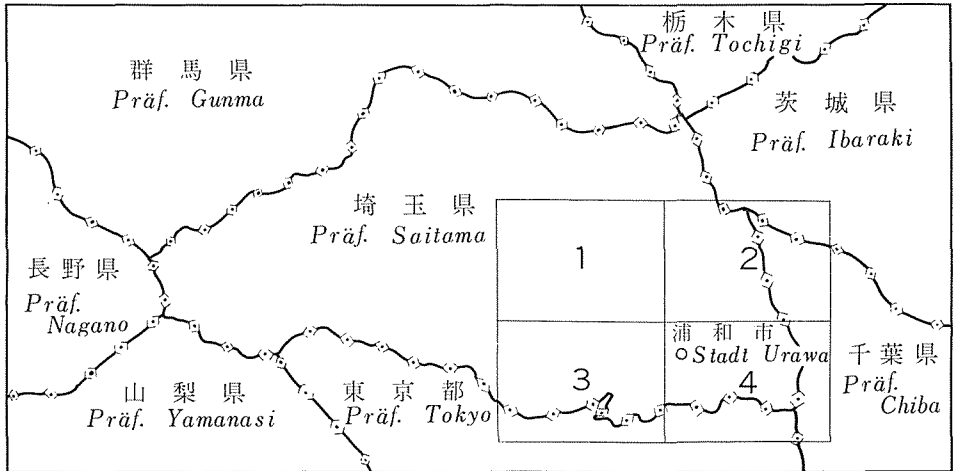 栃木県
Präf. Tochigi
群馬県
Präf. Gunma
茨城県
Präf. Ibaraki
埼玉県
Präf. Saitama
1
2
長野県
Präf.
Nagano
浦和市
Stadt Urawa
千葉県
Präf.
Chiba
山梨県
Präf. Yamanasi
東京都
Präf. Tokyo
3
4